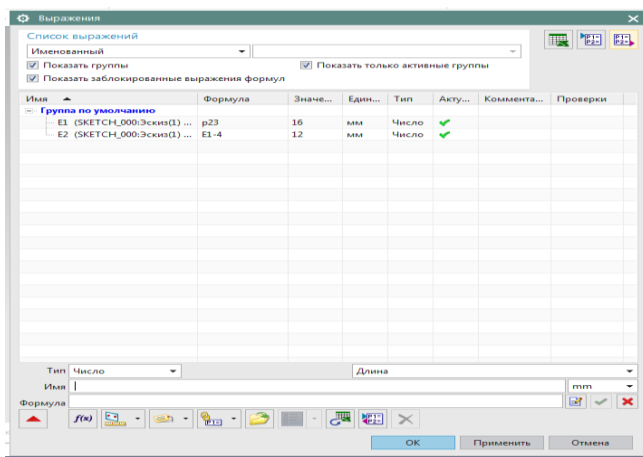 Выражения
Список выражений
Именованный
Показать группы Показать только активные группы
Показать заблокированные выражения формул
Имя Формула Значе... Един... Тип Акту... Коммента... Проверки
Группа по умолчанию
E1 (SKETCH_000:Эскиз(1) ... p23 16 мм Число
E2 (SKETCH_000:Эскиз(1) ... E1-4 12 мм Число
Тип Число Длина
Имя mm
Формула
f(x)
ОК Применить Отмена